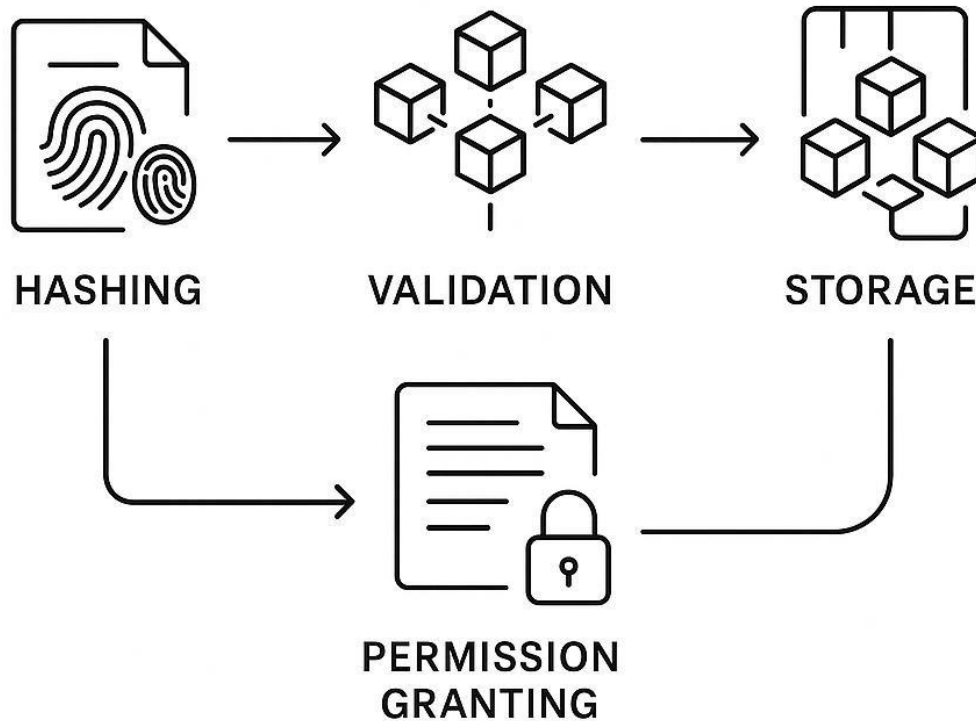 HASHING
VALIDATION
STORAGE
PERMISSION
GRANTING